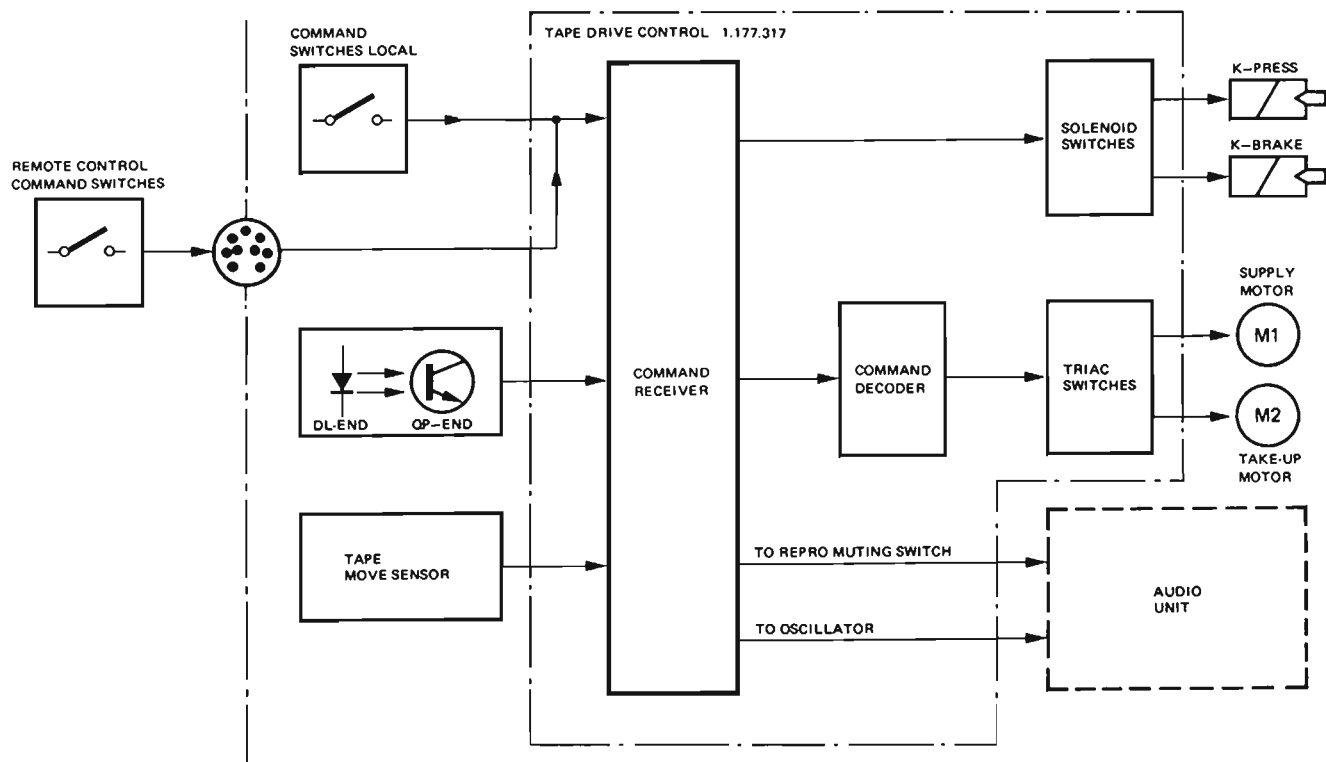 TAPE DRIVE CONTROL 1.177.317
COMMAND
SWITCHES LOCAL
REMOTE CONTROL
COMMAND SWITCHES
DL-END
QP-END
TAPE
MOVE SENSOR
COMMAND
RECEIVER
COMMAND
DECODER
SOLENOID
SWITCHES
TRIAC
SWITCHES
K-PRESS
K-BRAKE
SUPPLY
MOTOR
M1
M2
TAKE-UP
MOTOR
TO REPRO MUTING SWITCH
TO OSCILLATOR
AUDIO
UNIT